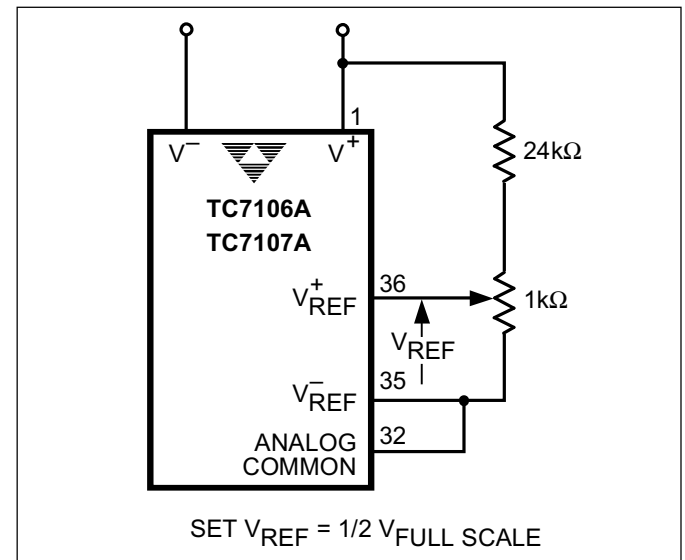 1
V− V+
TC7106A
TC7107A
V+REF 36
1kΩ
24kΩ
VREF
V−REF 35
ANALOG 32
COMMON
SET VREF = 1/2 VFULL SCALE